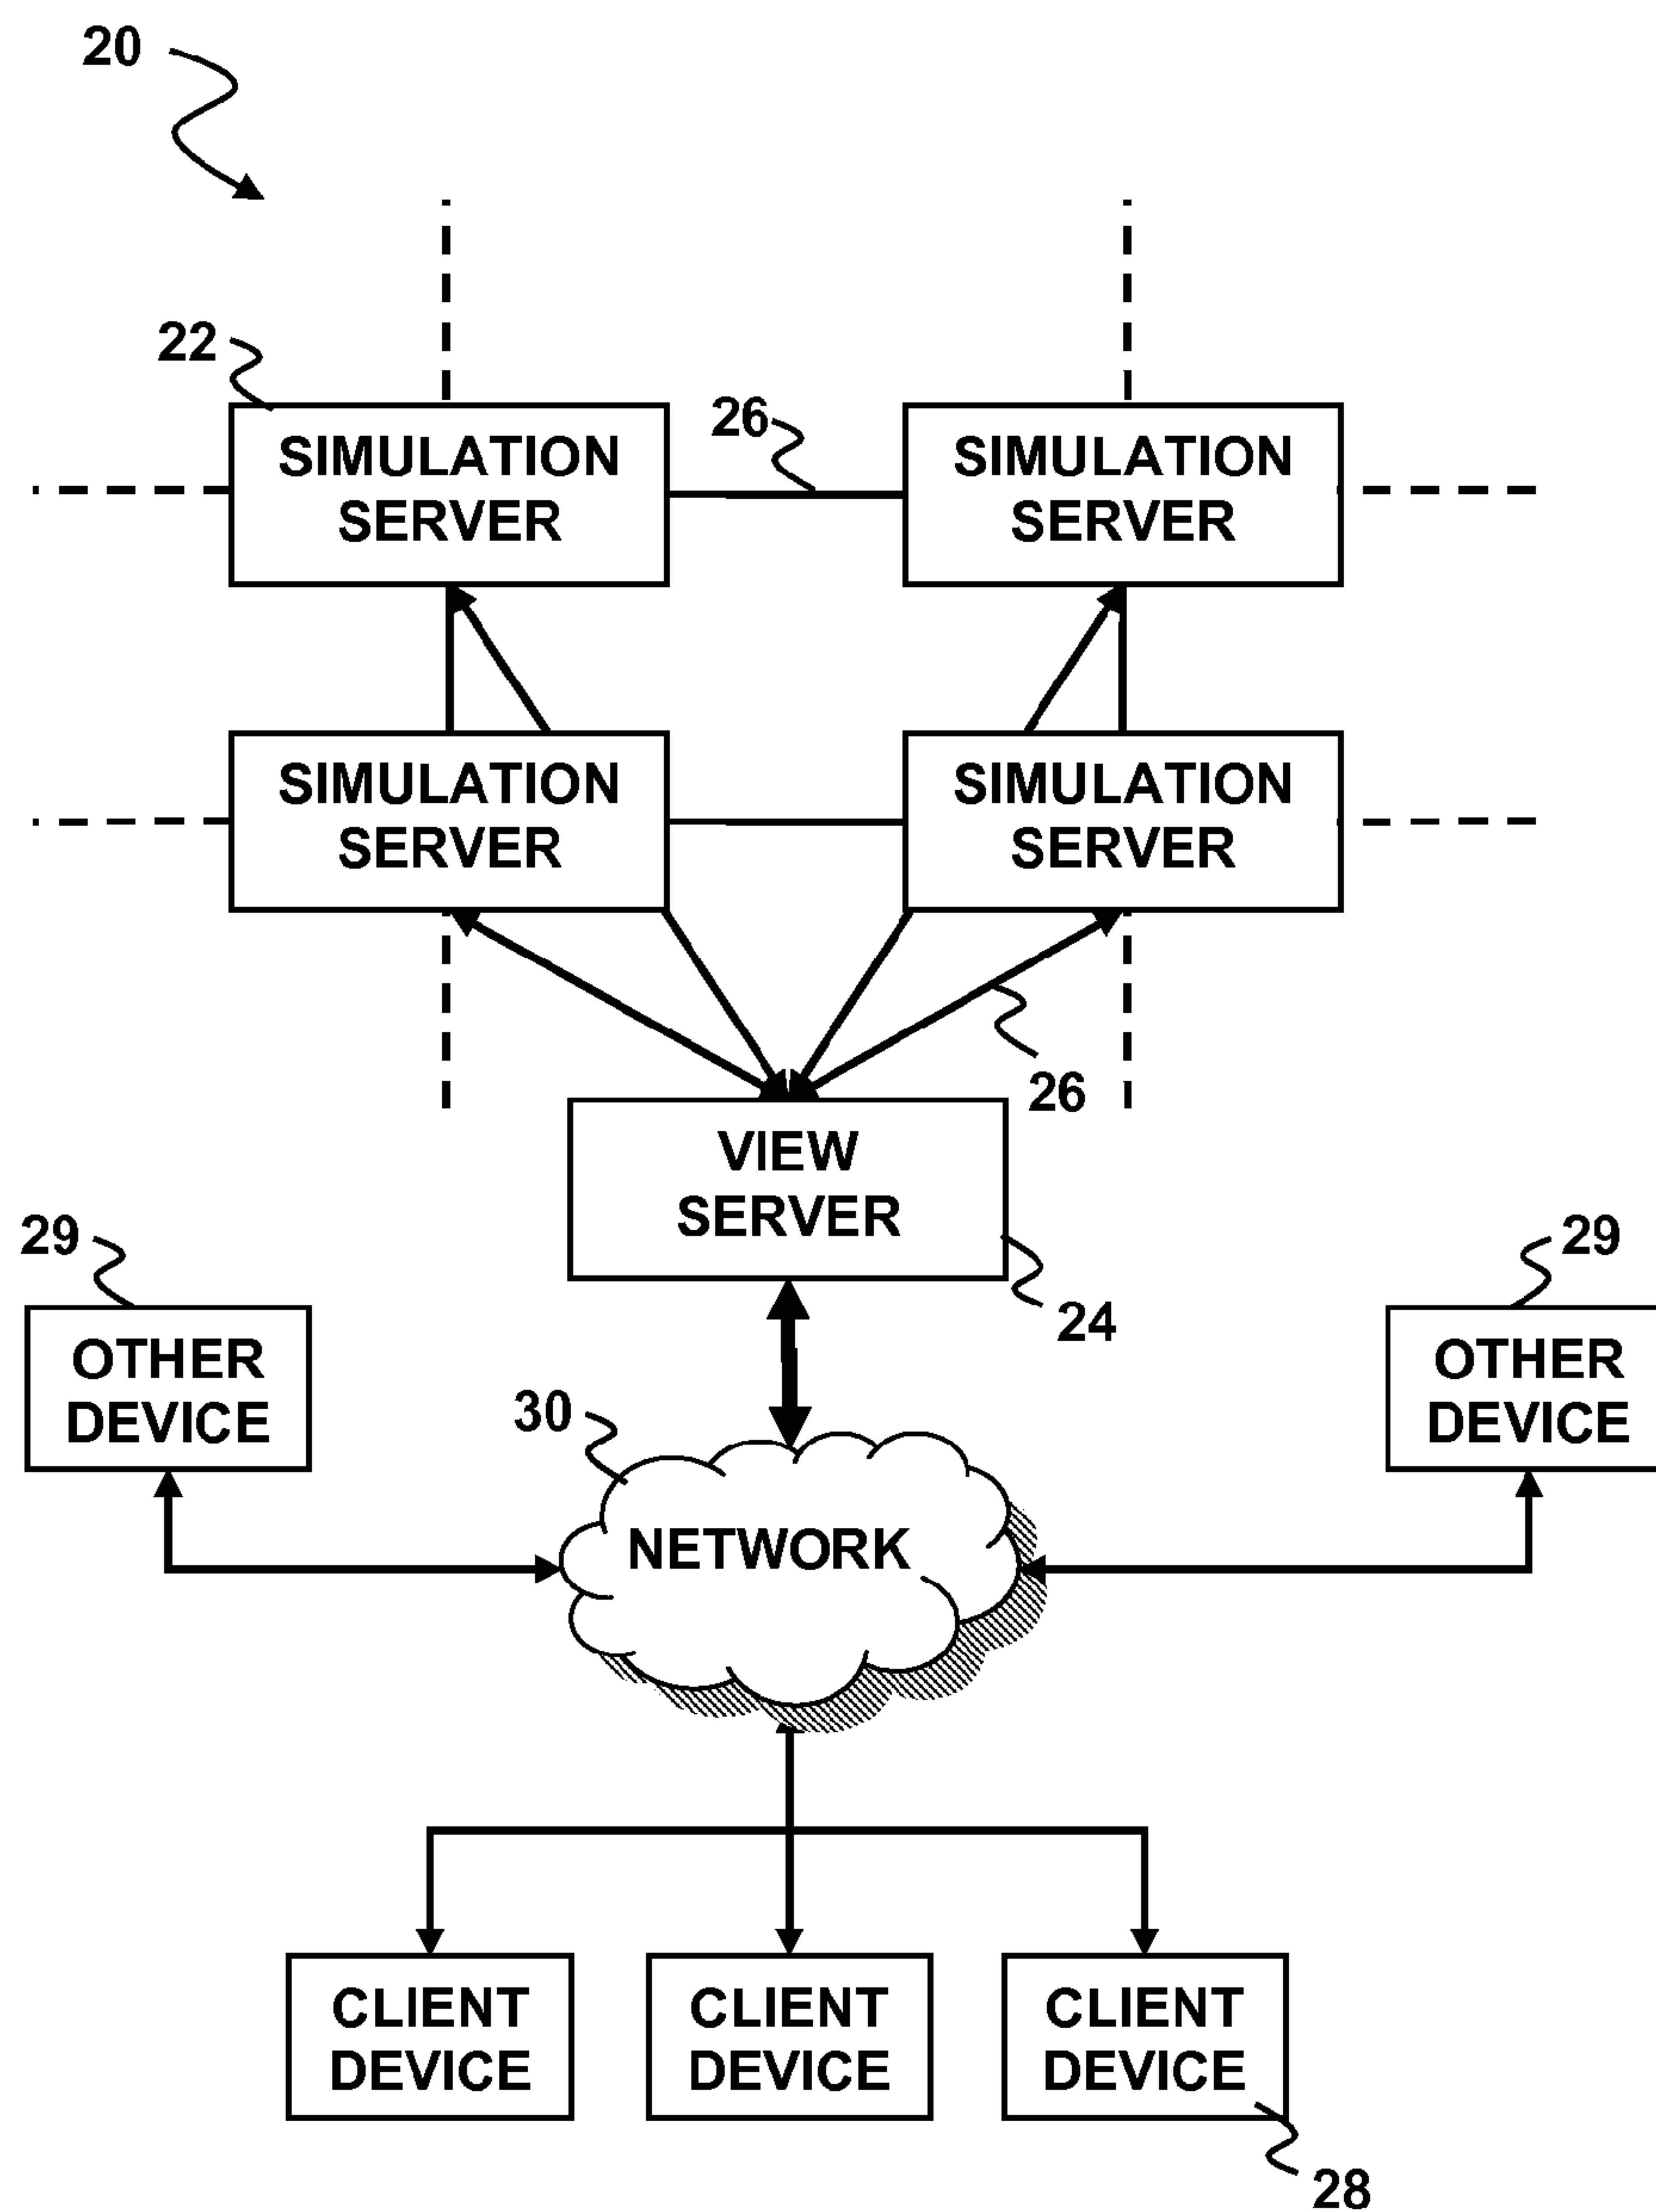 20
22
26
SIMULATION
SERVER
SIMULATION
SERVER
SIMULATION
SERVER
SIMULATION
SERVER
26
VIEW
SERVER
24
29
OTHER
DEVICE
29
OTHER
DEVICE
30
NETWORK
CLIENT
DEVICE
CLIENT
DEVICE
CLIENT
DEVICE
28